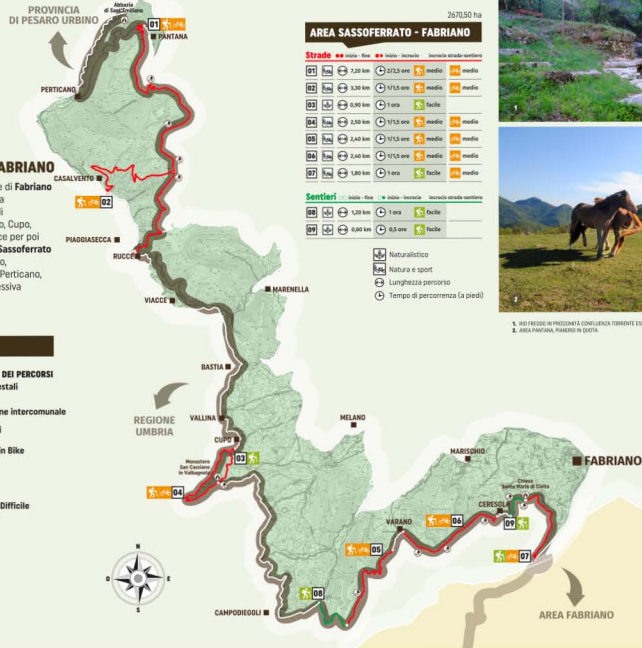 PROVINCIA
DI PESARO URBINO
Abbazia
di Sant'Emiliano
01
PANTANA
PERTICANO
ABRIANO
e di Fabriano
a
i
o, Cupo,
ce per poi
Sassoferrato
o,
Perticano,
essiva
CASALVENTO
02
PIAGGIASECCA
RUCCE
VIACCE
MARENELLA
DEI PERCORSI
estali
ne intercomunale
i
in Bike
Difficile
BASTIA
REGIONE
UMBRIA
VALLINA
CUPO
Monastero
San Cassiano
in Valbagnola
03
04
MELANO
MARISCHIO
FABRIANO
Chiesa
Santa Maria di Civita
CERESOLA
VARANO
06
09
05
07
08
CAMPODIEGOLI
AREA FABRIANO
N
O
E
S
2670,50 ha
AREA SASSOFERRATO - FABRIANO
Strade inizio - fine inizio - incrocio incrocio strada-sentiero
01 7,20 km 2/2,5 ore medio medio
02 3,30 km 1/1,5 ore medio medio
03 0,90 km 1 ora facile
04 2,50 km 1/1,5 ore medio medio
05 2,40 km 1/1,5 ore medio medio
06 2,40 km 1/1,5 ore medio medio
07 1,80 km 1 ora facile medio
Sentieri inizio - fine inizio - incrocio incrocio strada-sentiero
08 1,20 km 1 ora facile
09 0,60 km 0,5 ore facile
Naturalistico
Natura e sport
Lunghezza percorso
Tempo di percorrenza (a piedi)
1
2
1. RIO FREDDO IN PROSSIMITÀ CONFLUENZA TORRENTE
2. AREA PANTANA, PIANORO IN QUOTA.